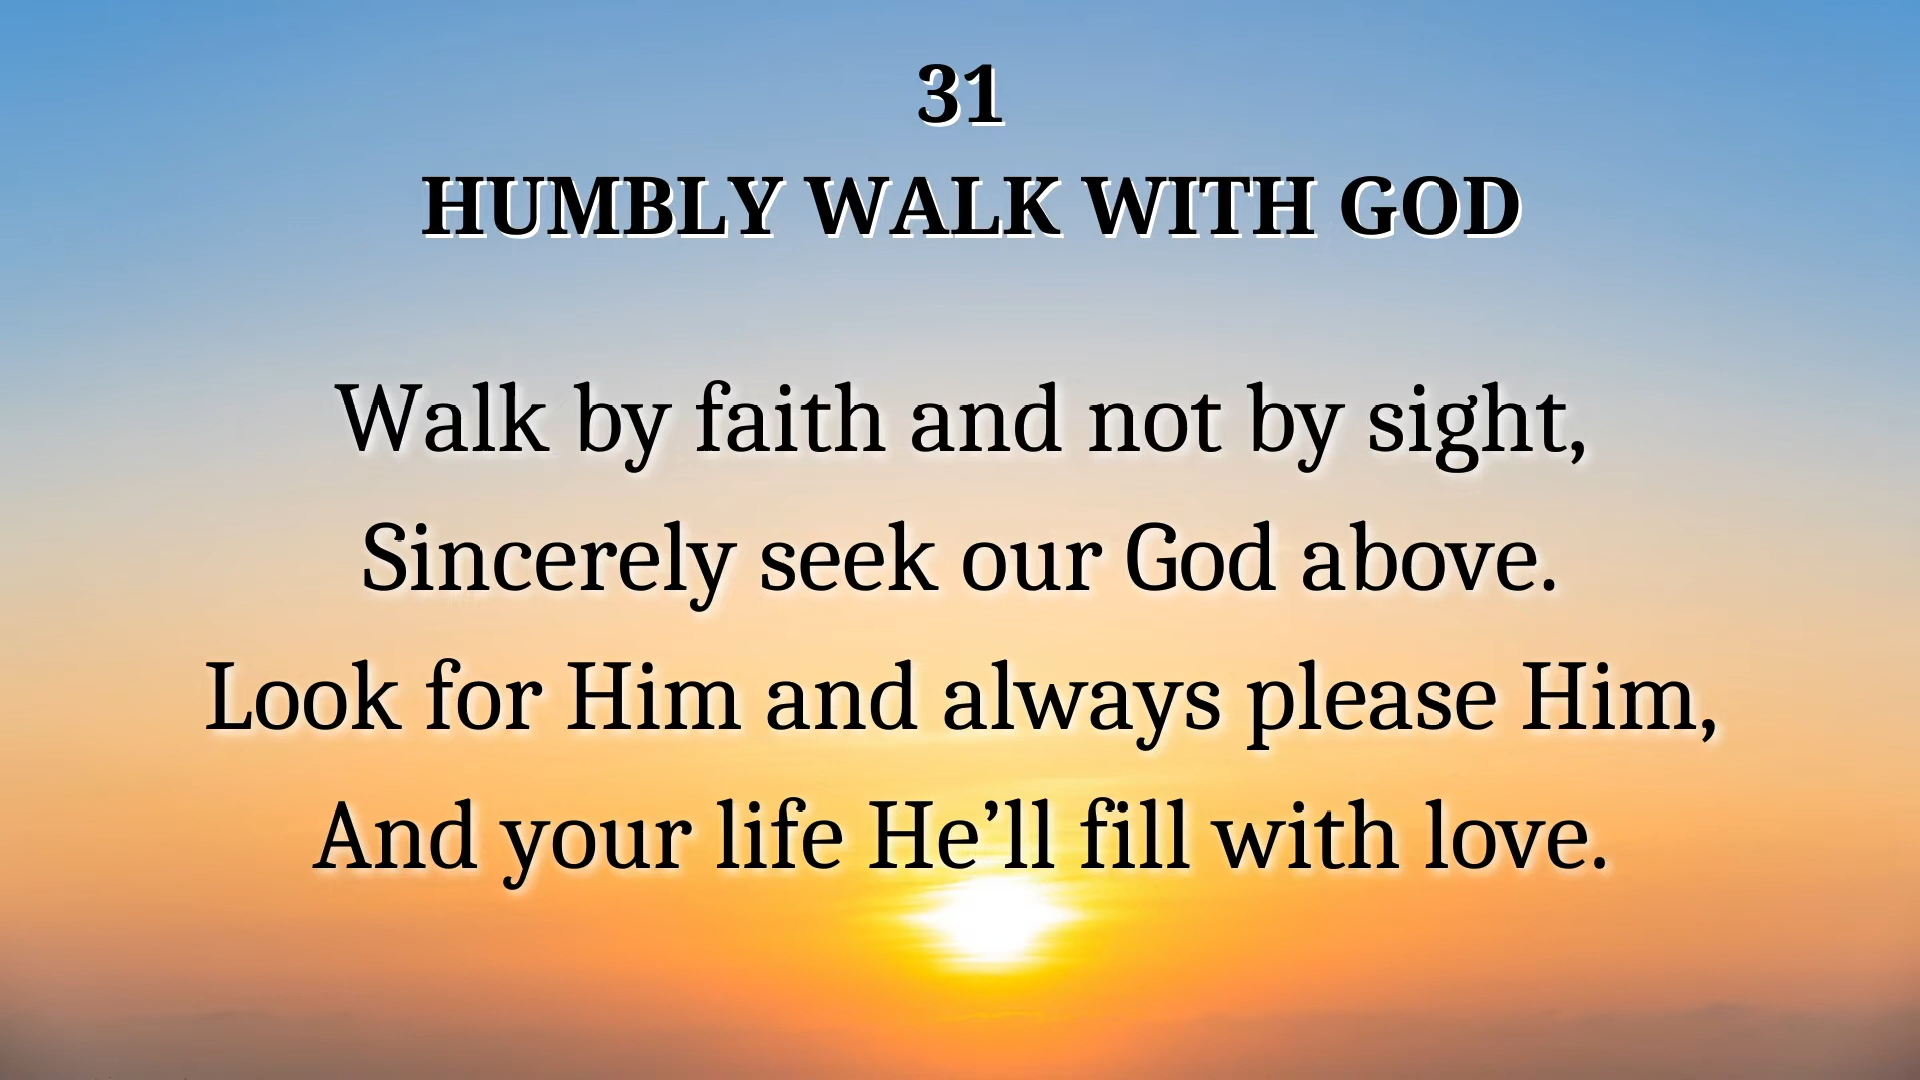 31
HUMBLY WALK WITH GOD
Walk by faith and not by sight,
Sincerely seek our God above.
Look for Him and always please Him,
And your life He’ll fill with love.